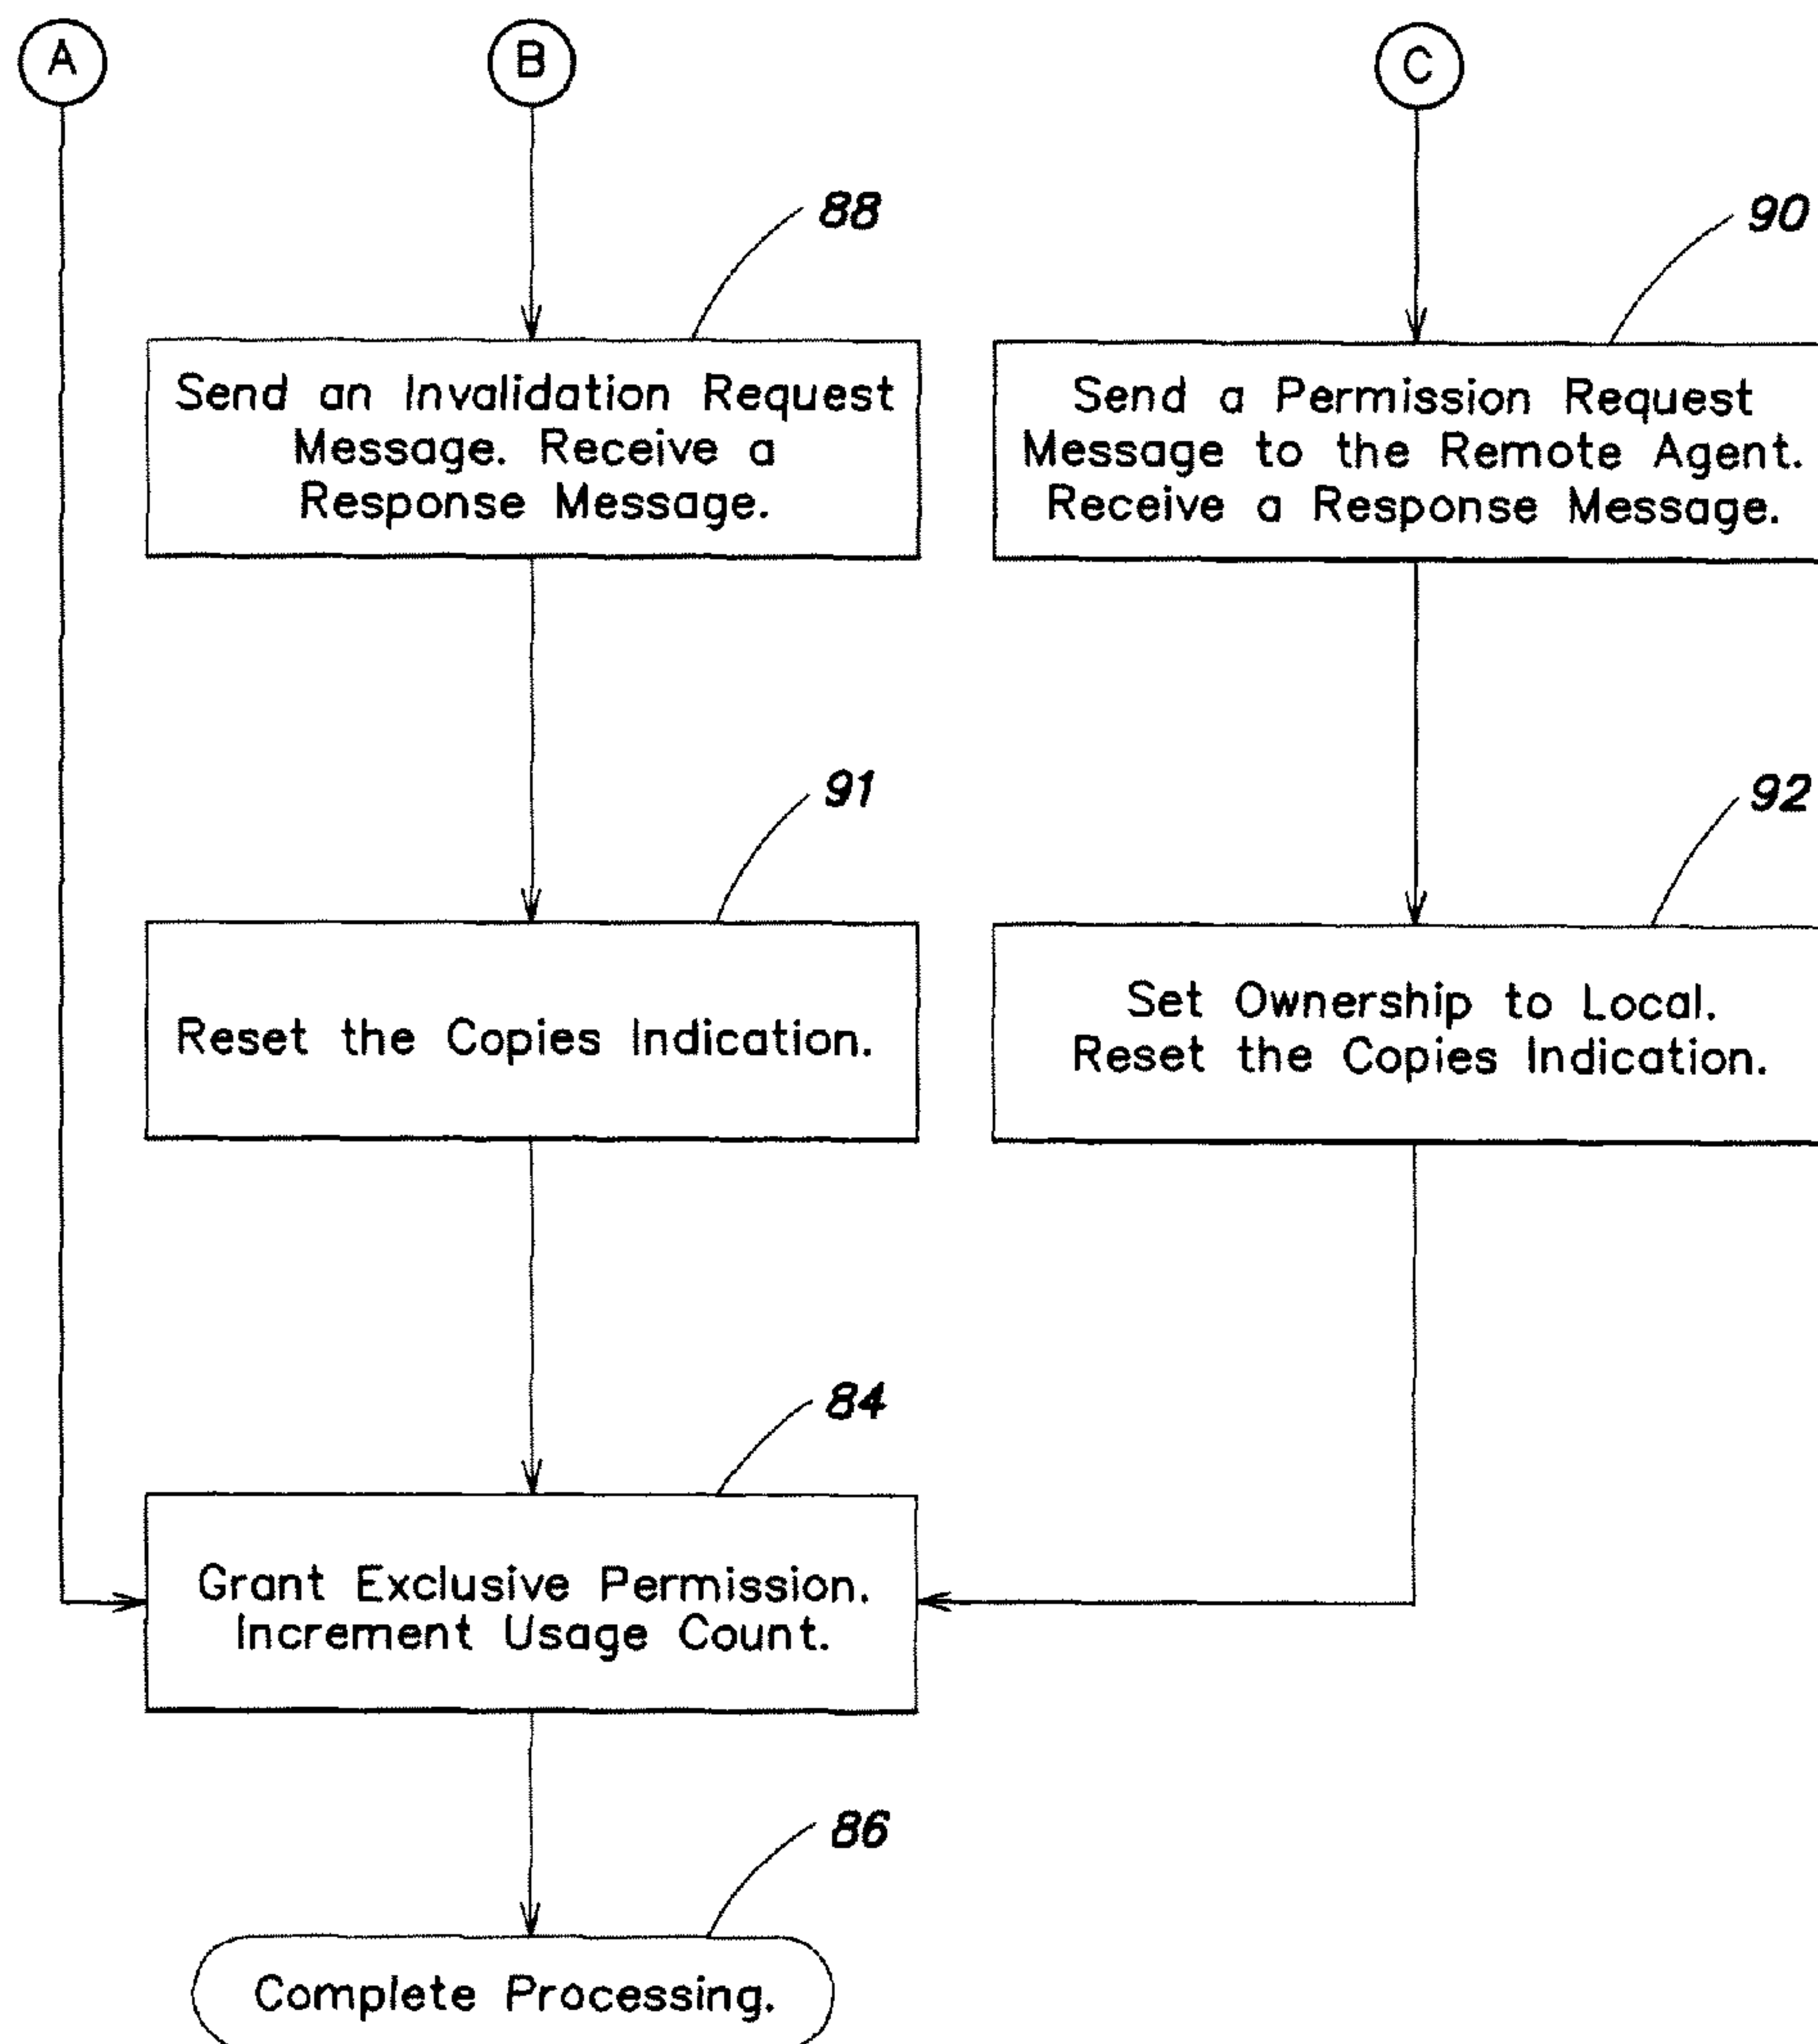 A
B
C
88
90
Send an Invalidation Request
Message. Receive a
Response Message.
Send a Permission Request
Message to the Remote Agent.
Receive a Response Message.
91
92
Reset the Copies Indication.
Set Ownership to Local.
Reset the Copies Indication.
84
Grant Exclusive Permission.
Increment Usage Count.
86
Complete Processing.